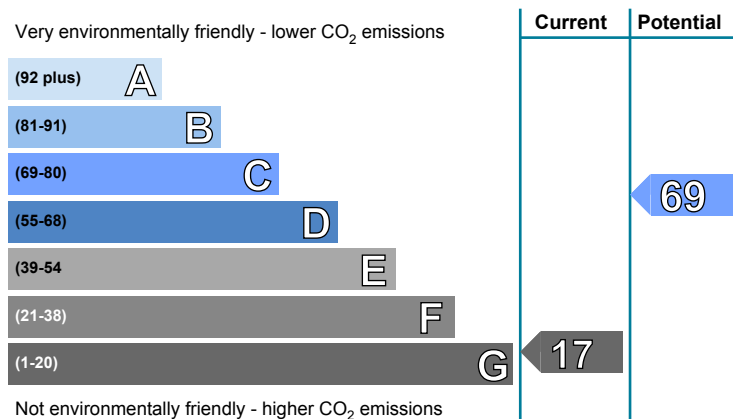 Current Potential
Very environmentally friendly - lower CO2 emissions
(92 plus) A
(81-91) B
(69-80) C
69
(55-68) D
(39-54 E
(21-38) F
(1-20) G 17
Not environmentally friendly - higher CO2 emissions